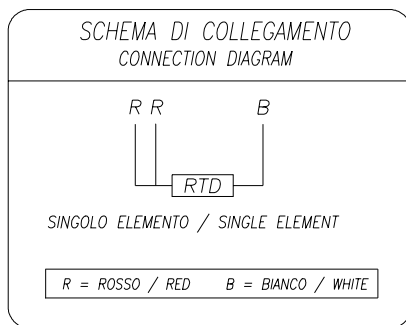 SCHEMA DI COLLEGAMENTO
CONNECTION DIAGRAM
R R B
RTD
SINGOLO ELEMENTO / SINGLE ELEMENT
R = ROSSO / RED B = BIANCO / WHITE